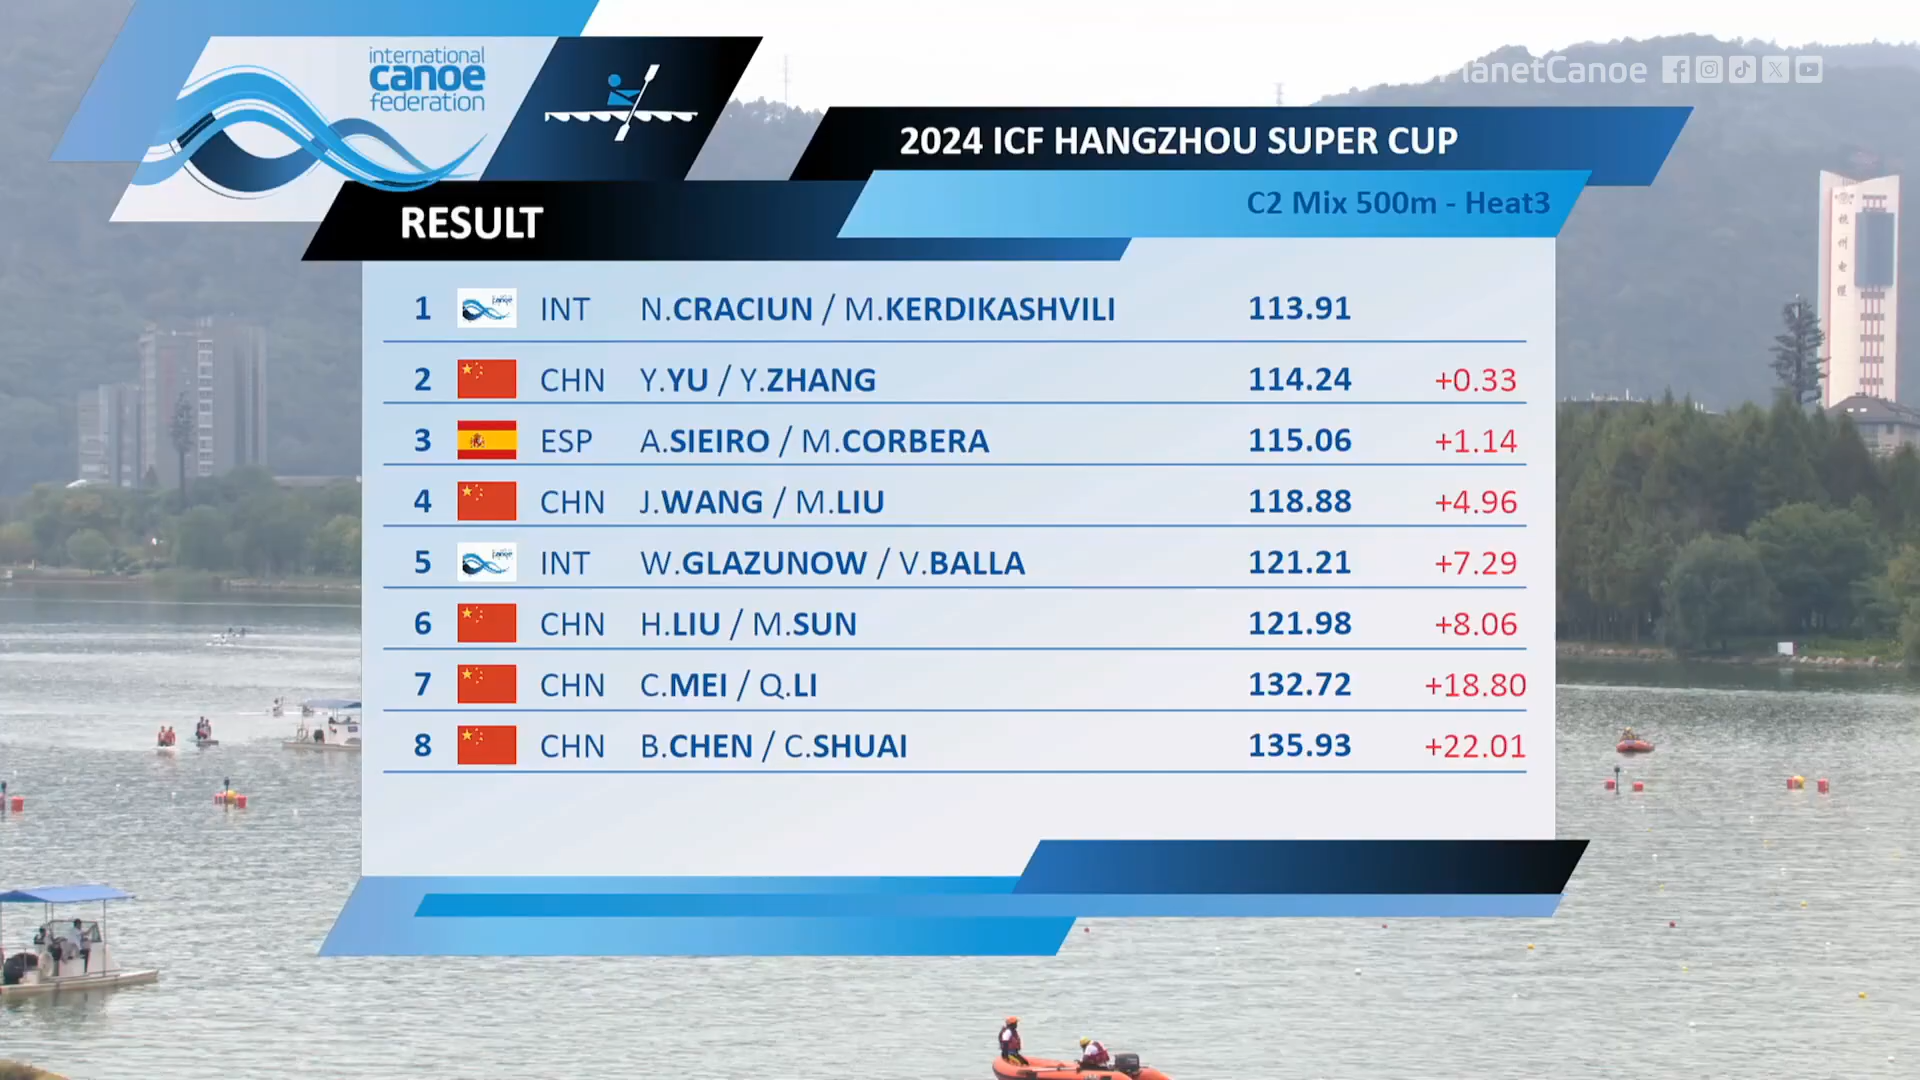 international
canoe
federation
PlanetCanoe
2024 ICF HANGZHOU SUPER CUP
C2 Mix 500m - Heat3
RESULT
1 INT N.CRACIUN / M.KERDIKASHVILI 113.91
2 CHN Y.YU / Y.ZHANG 114.24 +0.33
3 ESP A.SIEIRO / M.CORBERA 115.06 +1.14
4 CHN J.WANG / M.LIU 118.88 +4.96
5 INT W.GLAZUNOW / V.BALLA 121.21 +7.29
6 CHN H.LIU / M.SUN 121.98 +8.06
7 CHN C.MEI / Q.LI 132.72 +18.80
8 CHN B.CHEN / C.SHUAI 135.93 +22.01